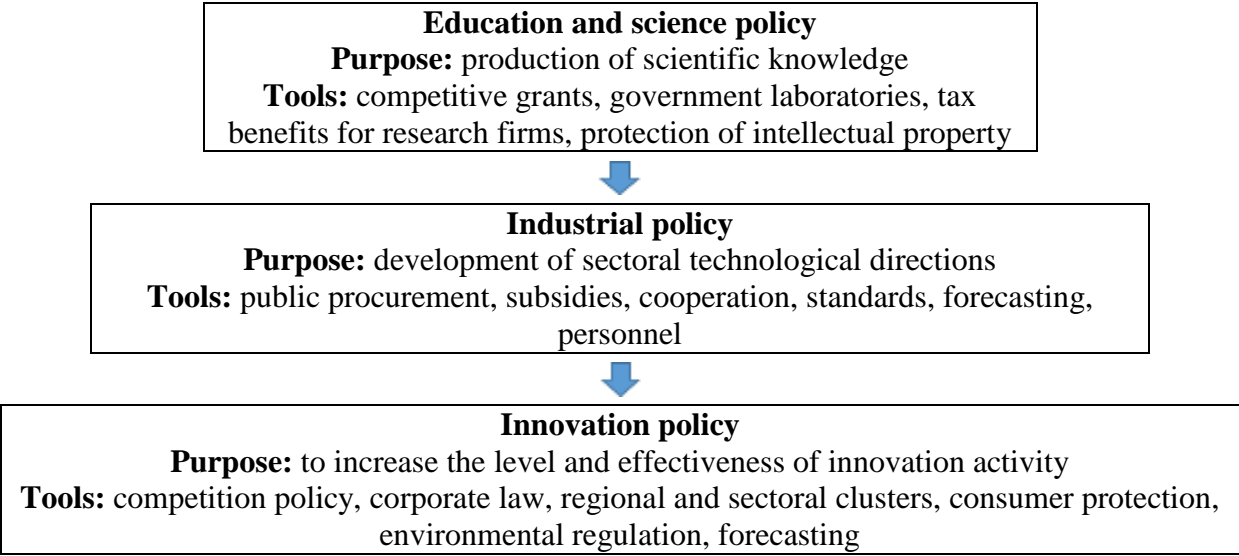 Education and science policy
Purpose: production of scientific knowledge
Tools: competitive grants, government laboratories, tax
benefits for research firms, protection of intellectual property
Industrial policy
Purpose: development of sectoral technological directions
Tools: public procurement, subsidies, cooperation, standards, forecasting,
personnel
Innovation policy
Purpose: to increase the level and effectiveness of innovation activity
Tools: competition policy, corporate law, regional and sectoral clusters, consumer protection,
environmental regulation, forecasting